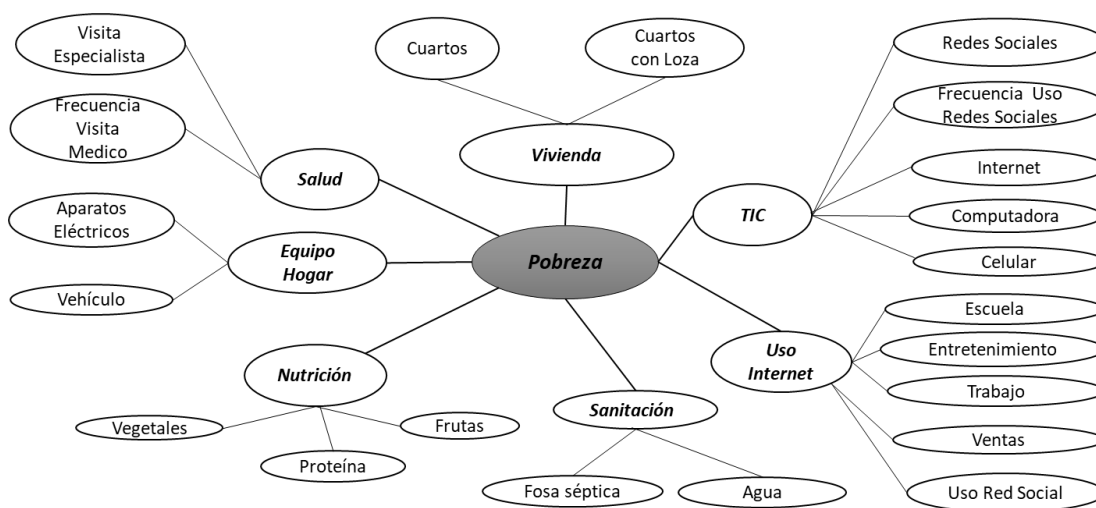 Visita
Especialista
Frecuencia
Visita
Medico
Aparatos
Eléctricos
Vehículo
Salud
Equipo
Hogar
Nutrición
Vegetales
Proteína
Frutas
Cuartos
Cuartos
con Loza
Vivienda
Pobreza
Sanitación
Fosa séptica
Agua
TIC
Redes Sociales
Frecuencia Uso
Redes Sociales
Internet
Computadora
Celular
Uso
Internet
Escuela
Entretenimiento
Trabajo
Ventas
Uso Red Social